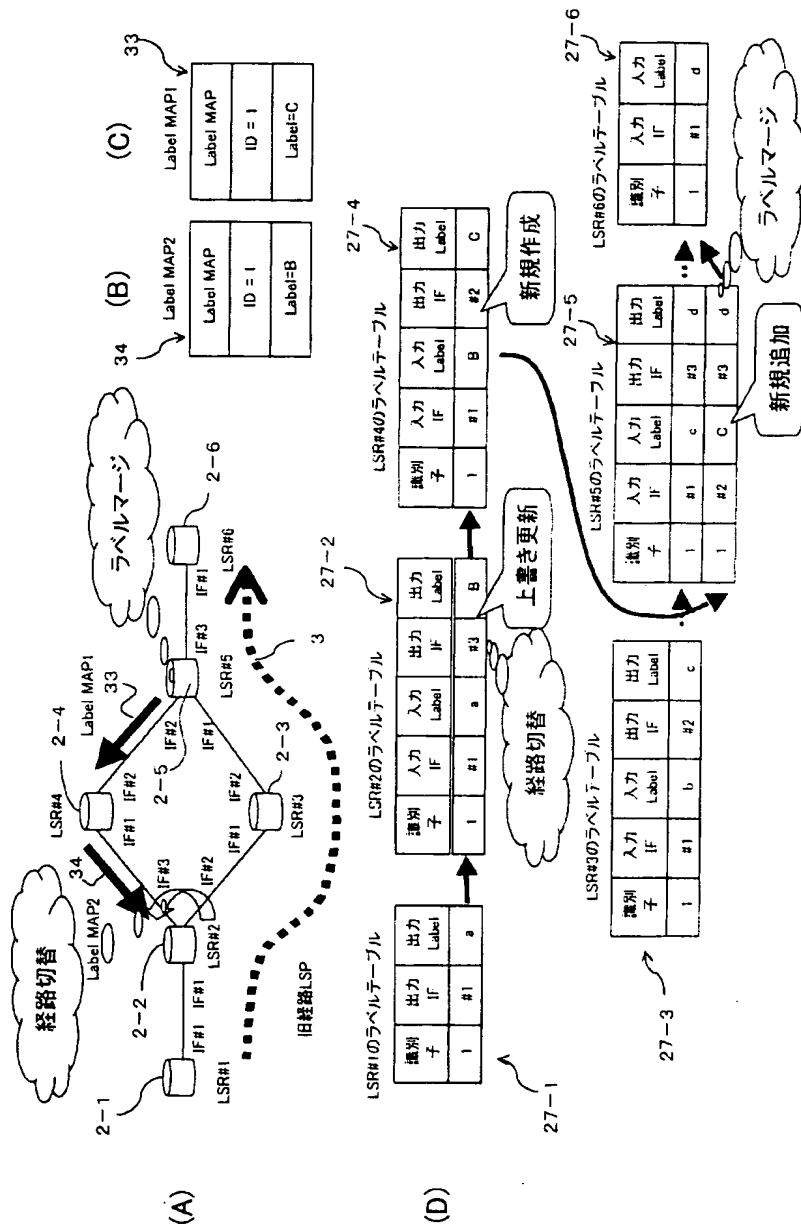 (A)
経路切替
Label MAP2
34
LSR#4
2-4
Label MAP1
33
ラベルマージ
IF#1
IF#2
2-1
LSR#1
IF#1
IF#1
2-2
LSR#2
IF#3
IF#2
IF#1
IF#2
2-3
LSR#3
2-5
IF#2
IF#1
LSR#5
IF#3
IF#1
2-6
LSR#6
3
旧経路LSP
(B)
Label MAP2
34
Label MAP
ID = 1
Label=B
(C)
Label MAP1
33
Label MAP
ID = 1
Label=C
(D)
LSR#1のラベルテーブル
識別子 出力IF 出力Label
1 #1 a
27-1
LSR#2のラベルテーブル
27-2
識別子 入力IF 入力Label 出力IF 出力Label
1 #1 a #3 B
上書き更新
経路切替
LSR#4のラベルテーブル
27-4
識別子 入力IF 入力Label 出力IF 出力Label
1 #1 B #2 C
新規作成
LSR#3のラベルテーブル
識別子 入力IF 入力Label 出力IF 出力Label
1 #1 b #2 c
27-3
LSR#5のラベルテーブル
27-5
識別子 入力IF 入力Label 出力IF 出力Label
1 #1 c #3 d
1 #2 C #3 d
新規追加
LSR#6のラベルテーブル
27-6
識別子 入力IF 入力Label
1 #1 d
ラベルマージ